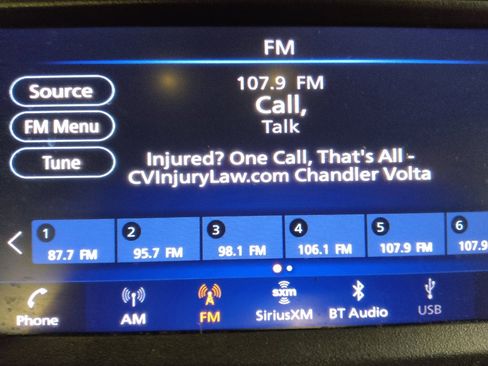 FM
107.9 FM
Call,
Talk
Source
FM Menu
Tune
Injured? One Call, That's All -
CVInjuryLaw.com Chandler Volta
1 2 3 4 5 6
87.7 FM 95.7 FM 98.1 FM 106.1 FM 107.9 FM 107.9
Phone AM FM SiriusXM BT Audio USB
sxm